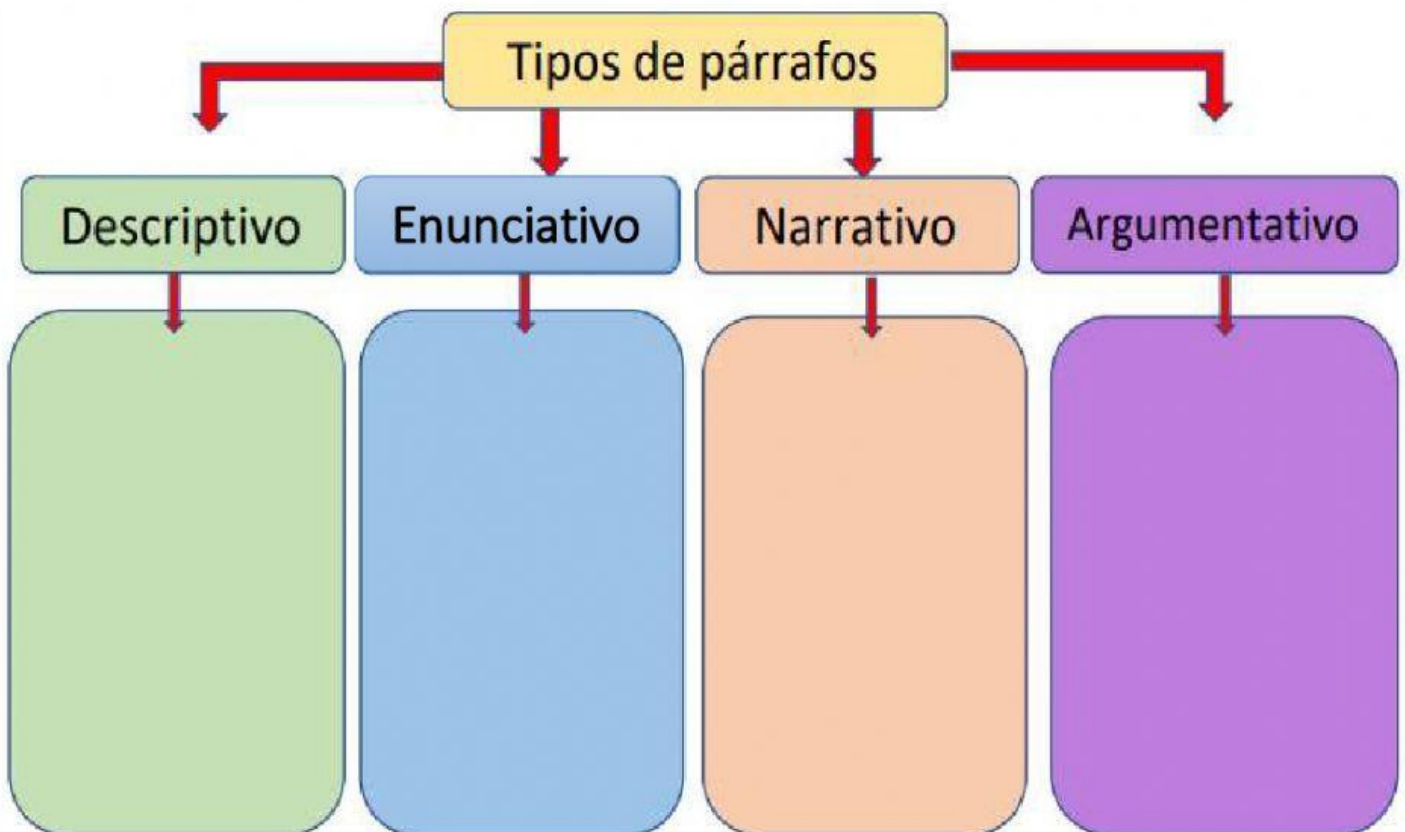 Tipos de párrafos
Descriptivo
Enunciativo
Narrativo
Argumentativo